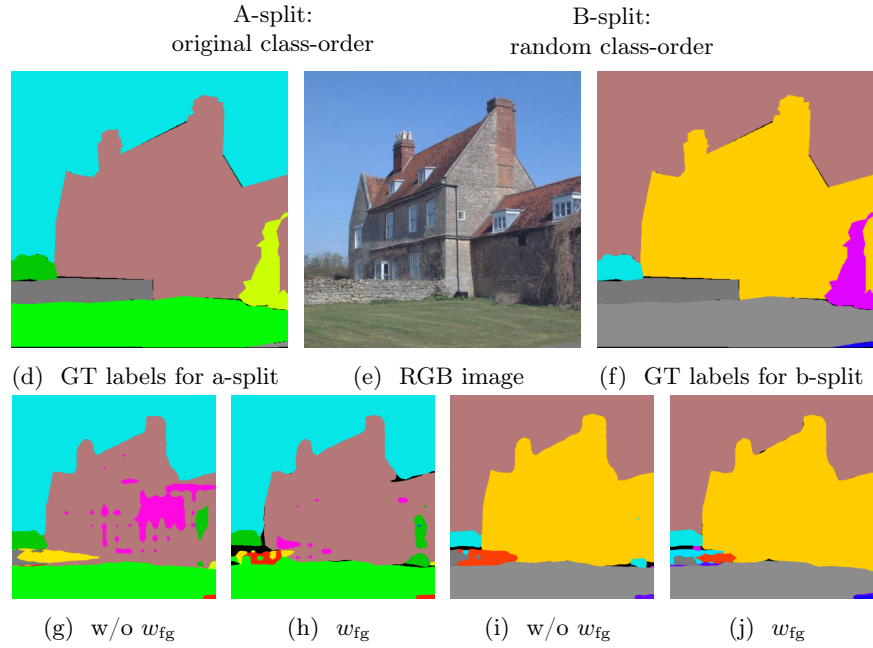 A-split:
original class-order
B-split:
random class-order
(d) GT labels for a-split
(e) RGB image
(f) GT labels for b-split
(g) w/o w_fg
(h) w_fg
(i) w/o w_fg
(j) w_fg